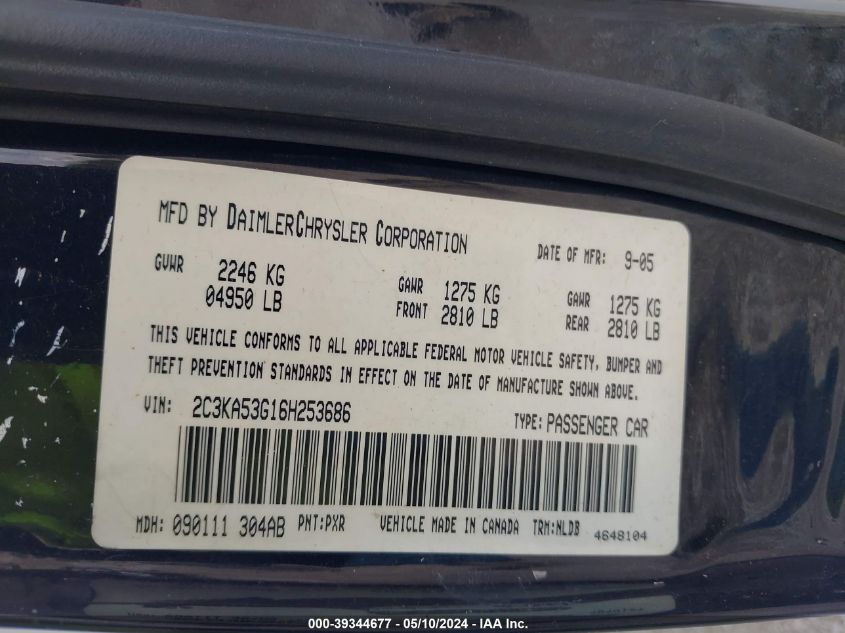 MFD BY DAIMLERCHRYSLER CORPORATION
DATE OF MFR: 9-05
GVWR 2246 KG 04950 LB
GAWR FRONT 1275 KG 2810 LB
GAWR REAR 1275 KG 2810 LB
THIS VEHICLE CONFORMS TO ALL APPLICABLE FEDERAL MOTOR VEHICLE SAFETY, BUMPER AND
THEFT PREVENTION STANDARDS IN EFFECT ON THE DATE OF MANUFACTURE SHOWN ABOVE.
VIN: 2C3KA53G16H253686 TYPE: PASSENGER CAR
MDH: 090111 304AB PNT:PXR VEHICLE MADE IN CANADA TRM:NLDB 4648104
000-39344677 - 05/10/2024 - IAA Inc.